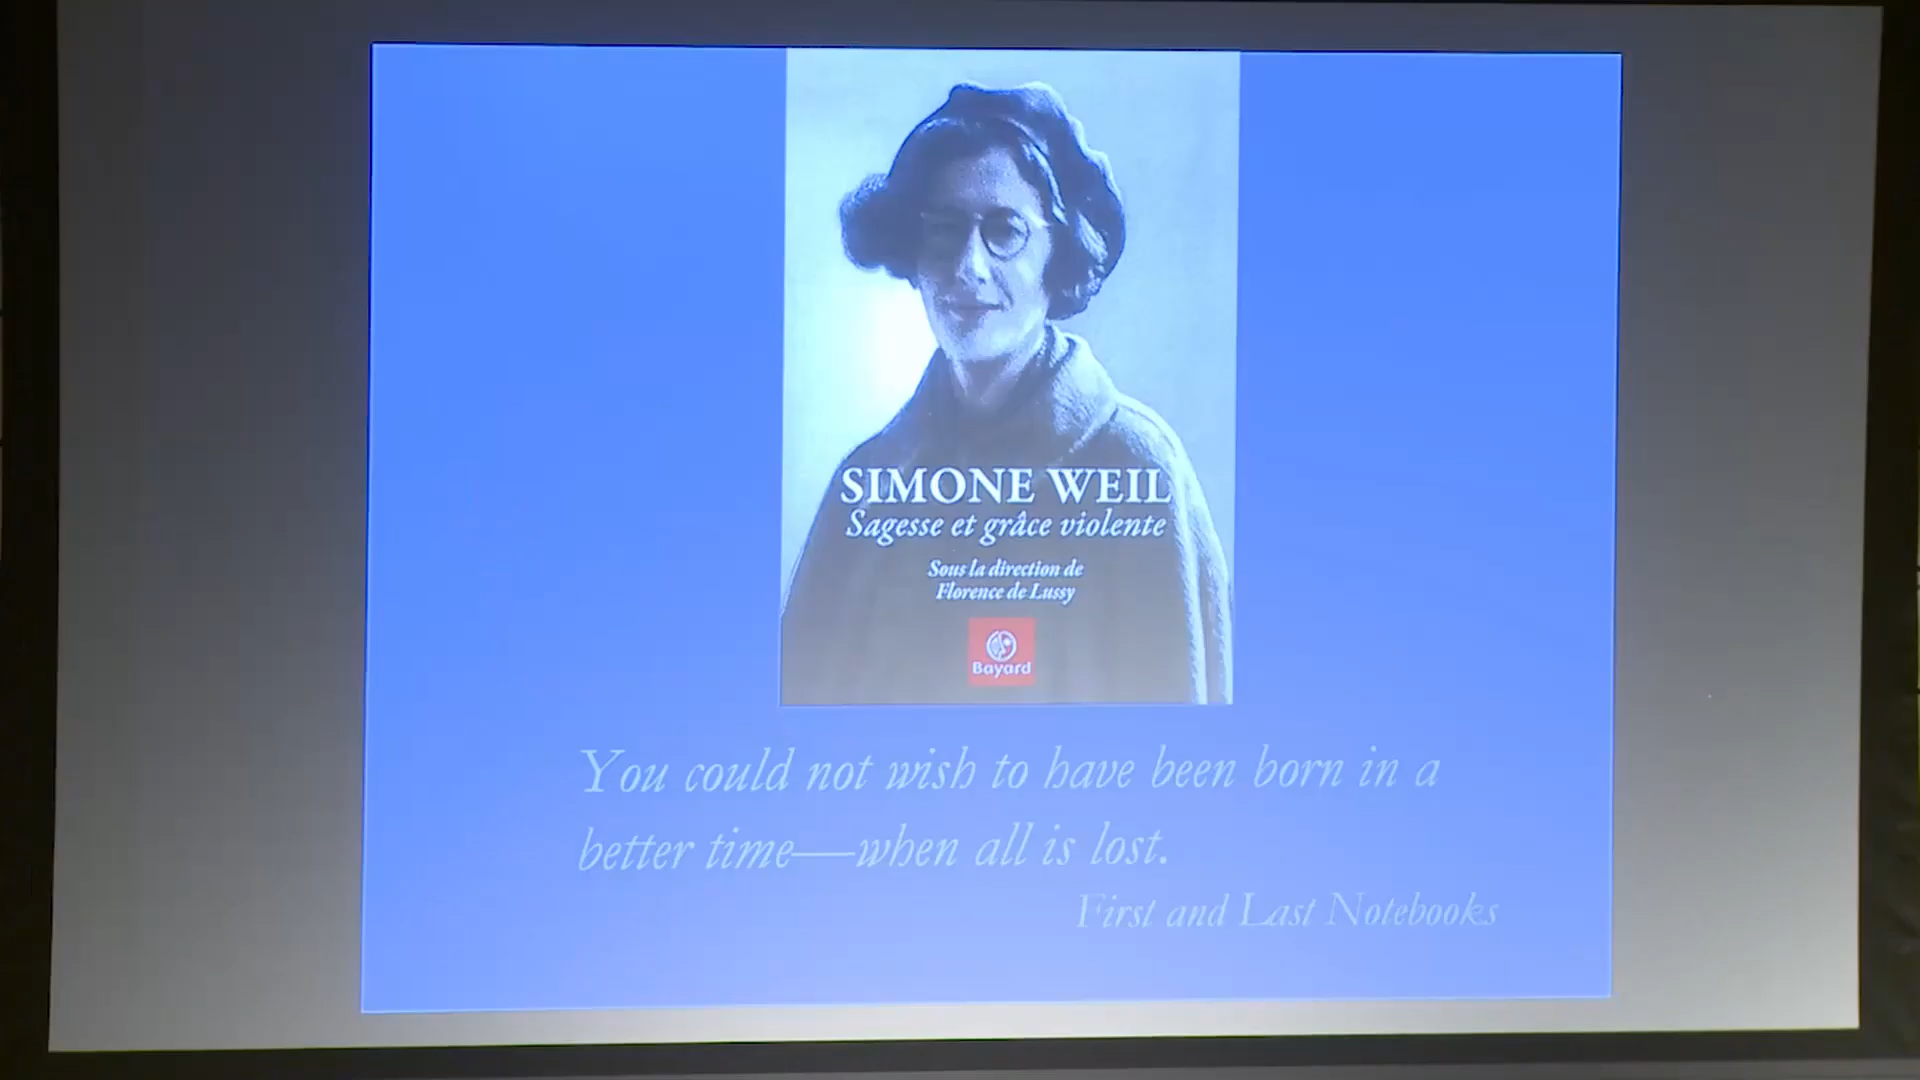 SIMONE WEIL
Sagesse et grâce violente
Sous la direction de
Florence de Lussy
Bayard
You could not wish to have been born in a
better time—when all is lost.
First and Last Notebooks